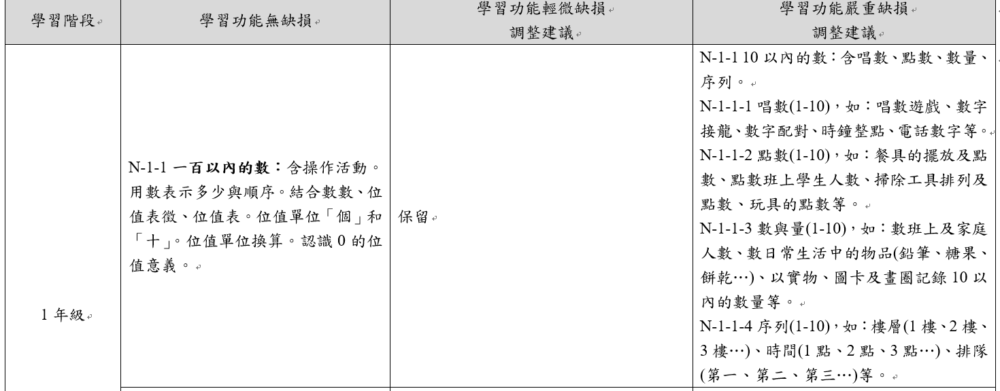 學習階段
學習功能無缺損
學習功能輕微缺損
調整建議
學習功能嚴重缺損
調整建議
1 年級
N-1-1 一百以內的數：含操作活動。
用數表示多少與順序。結合數數、位
值表徵、位值表。位值單位「個」和
「十」。位值單位換算。認識 0 的位
值意義。
保留
N-1-1 10 以內的數：含唱數、點數、數量、
序列。
N-1-1-1 唱數(1-10)，如：唱數遊戲、數字
接龍、數字配對、時鐘整點、電話數字等。
N-1-1-2 點數(1-10)，如：餐具的擺放及點
數、點數班上學生人數、掃除工具排列及
點數、玩具的點數等。
N-1-1-3 數與量(1-10)，如：數班上及家庭
人數、數日常生活中的物品(鉛筆、糖果、
餅乾…)、以實物、圖卡及畫圈記錄 10 以
內的數量等。
N-1-1-4 序列(1-10)，如：樓層(1 樓、2 樓、
3 樓…)、時間(1 點、2 點、3 點…)、排隊
(第一、第二、第三…)等。